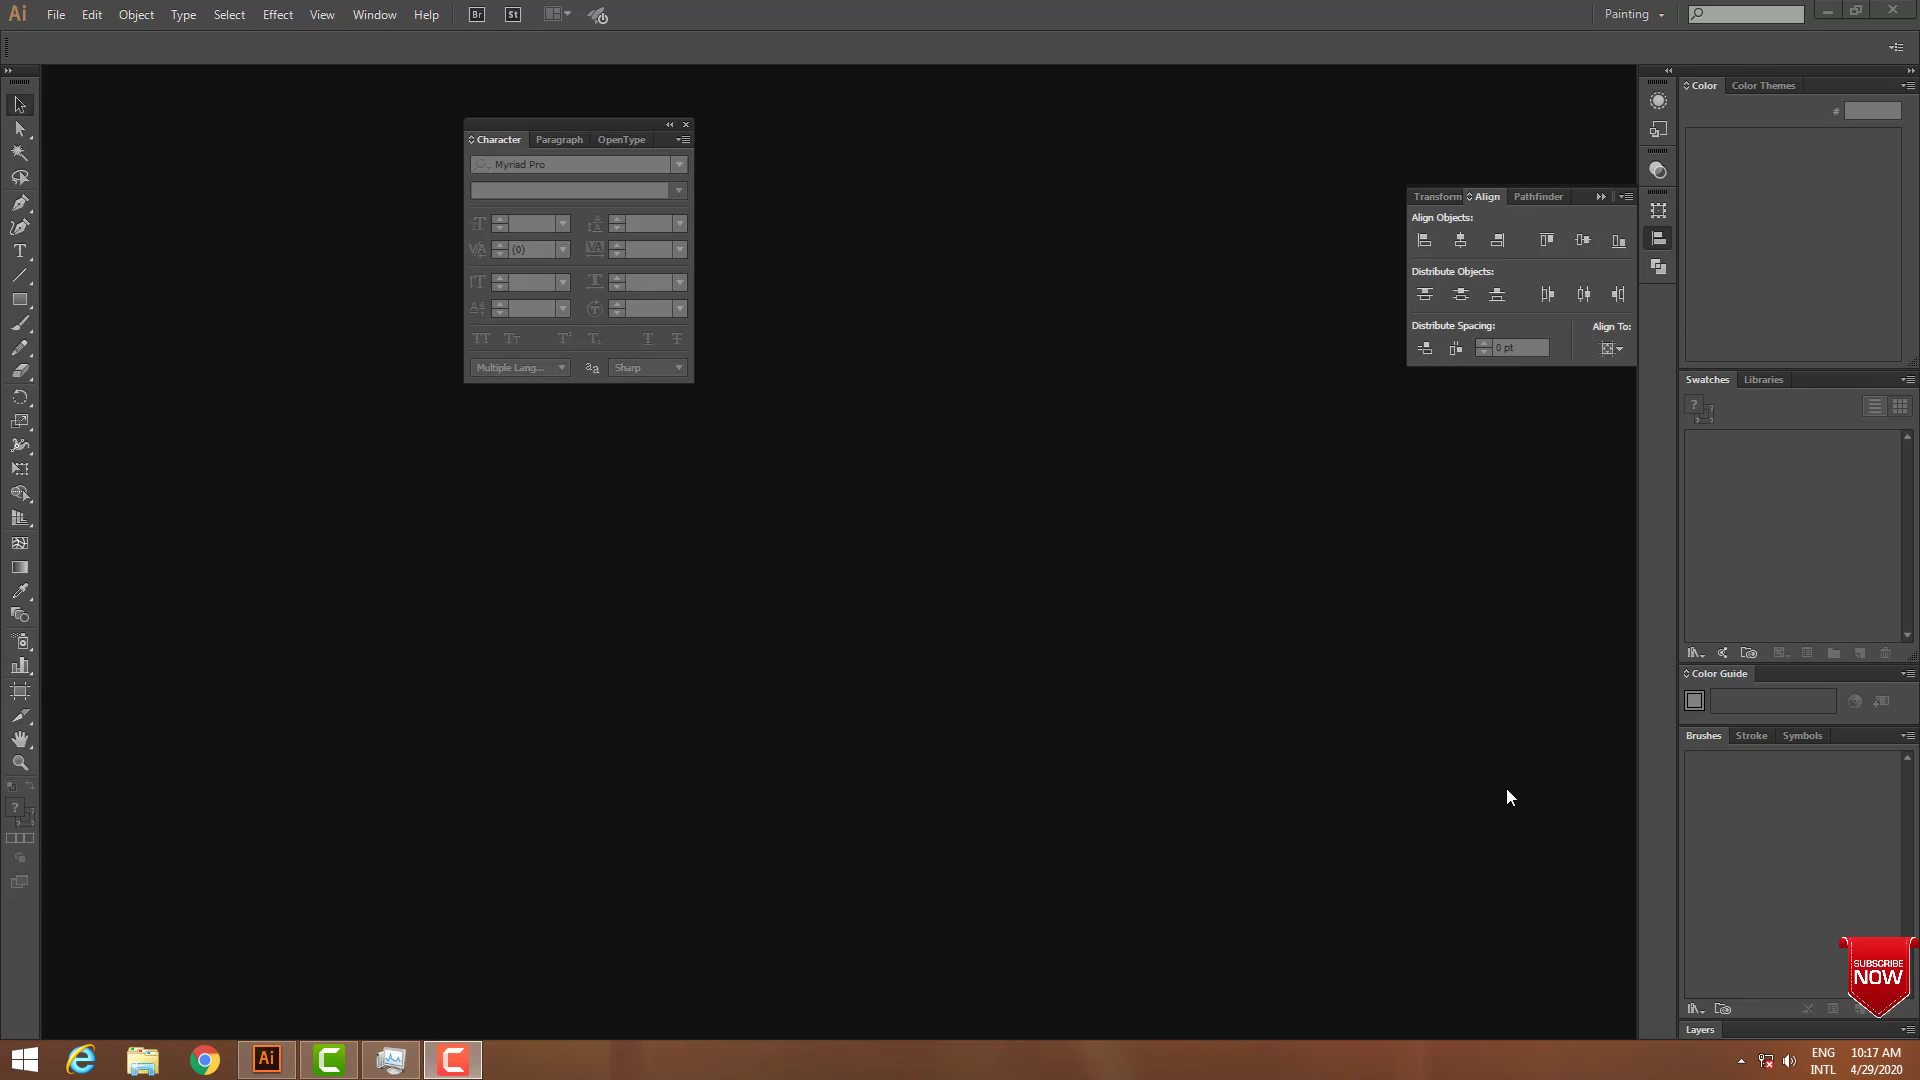 Ai File Edit Object Type Select Effect View Window Help Br St Painting
Color Color Themes
#
Character Paragraph OpenType
Myriad Pro
(0)
Multiple Lang... Sharp
Transform Align Pathfinder
Align Objects:
Distribute Objects:
Distribute Spacing: Align To:
0 pt
Swatches Libraries
Color Guide
Brushes Stroke Symbols
SUBSCRIBE
NOW
Layers
Ai
ENG 10:17 AM
INTL 4/29/2020